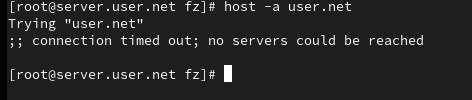 [root@server.user.net fz]# host -a user.net
Trying "user.net"
;; connection timed out; no servers could be reached
[root@server.user.net fz]#